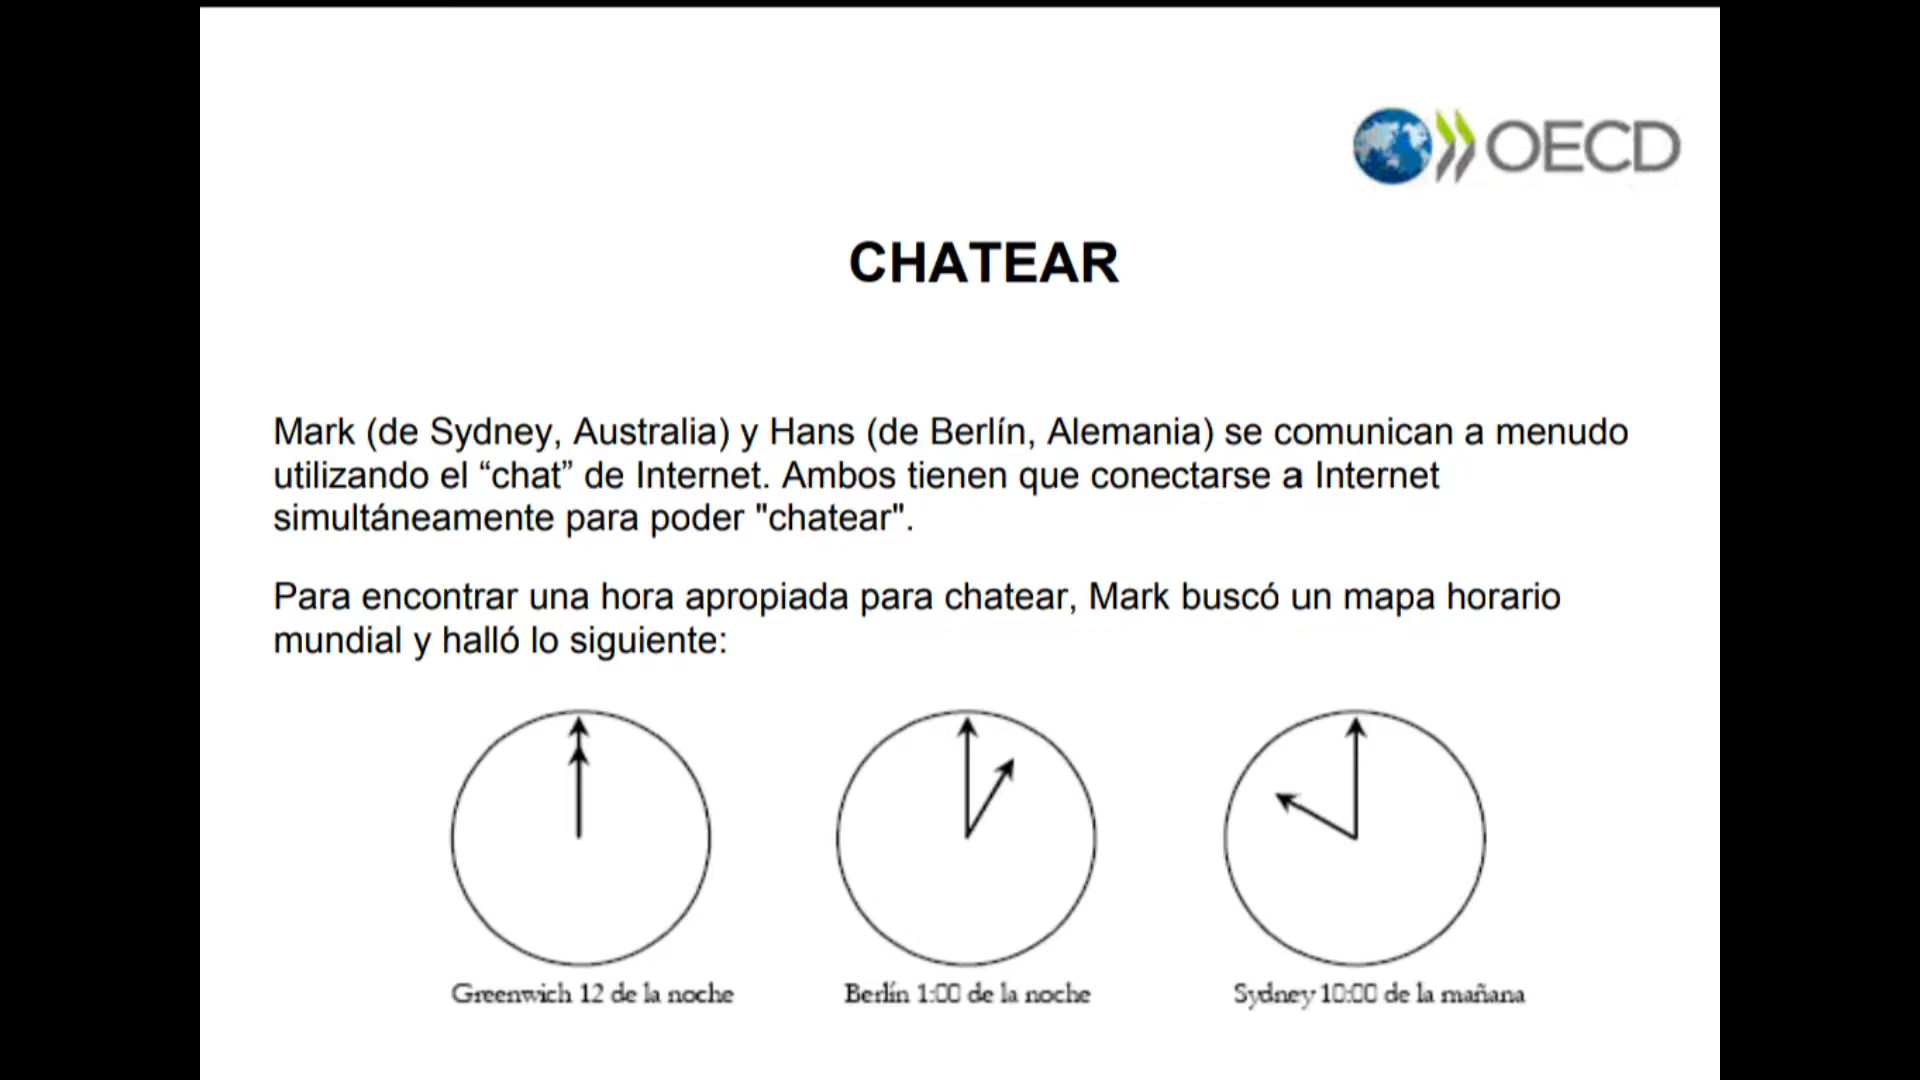 OECD
CHATEAR
Mark (de Sydney, Australia) y Hans (de Berlín, Alemania) se comunican a menudo
utilizando el “chat” de Internet. Ambos tienen que conectarse a Internet
simultáneamente para poder "chatear".
Para encontrar una hora apropiada para chatear, Mark buscó un mapa horario
mundial y halló lo siguiente:
Greenwich 12 de la noche
Berlín 1:00 de la noche
Sydney 10:00 de la mañana